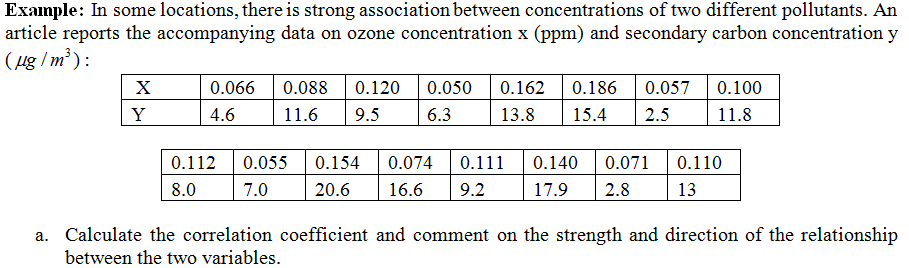 Example: In some locations, there is strong association between concentrations of two different pollutants. An
article reports the accompanying data on ozone concentration x (ppm) and secondary carbon concentration y
(μg / m³) :
X 0.066 0.088 0.120 0.050 0.162 0.186 0.057 0.100
Y 4.6 11.6 9.5 6.3 13.8 15.4 2.5 11.8
0.112 0.055 0.154 0.074 0.111 0.140 0.071 0.110
8.0 7.0 20.6 16.6 9.2 17.9 2.8 13
a. Calculate the correlation coefficient and comment on the strength and direction of the relationship
between the two variables.